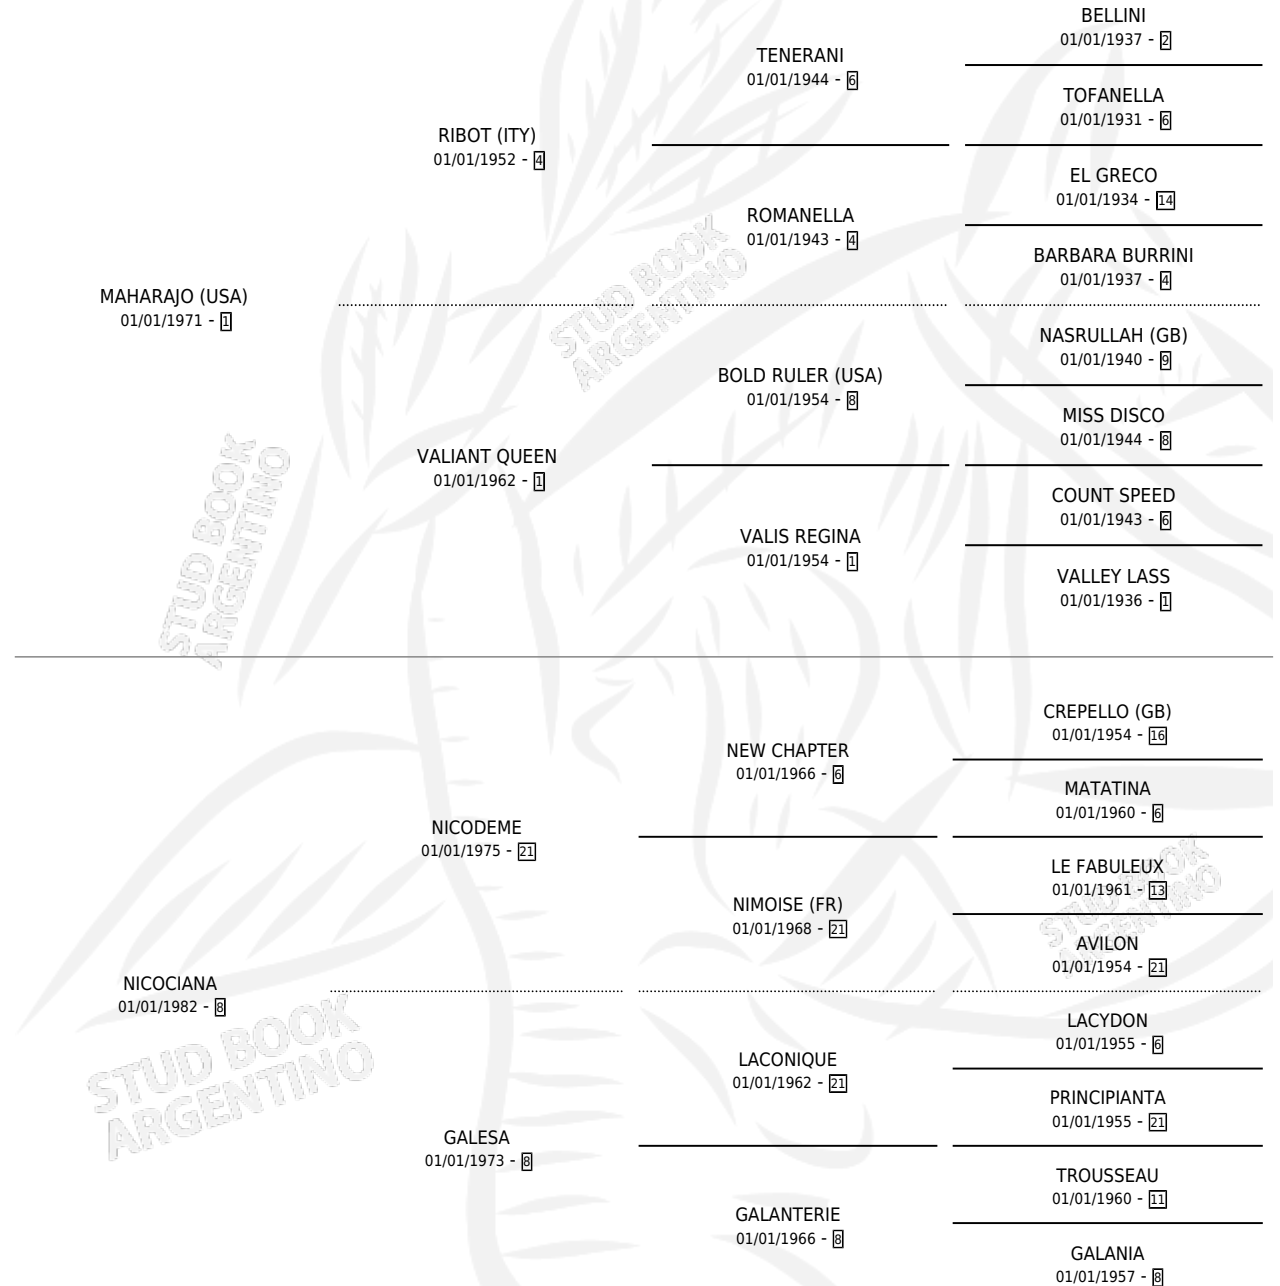 BELLINI
01/01/1937 - 2
TENERANI
01/01/1944 - 6
TOFANELLA
01/01/1931 - 6
RIBOT (ITY)
01/01/1952 - 4
EL GRECO
01/01/1934 - 14
ROMANELLA
01/01/1943 - 4
BARBARA BURRINI
01/01/1937 - 4
MAHARAJO (USA)
01/01/1971 - 1
NASRULLAH (GB)
01/01/1940 - 9
BOLD RULER (USA)
01/01/1954 - 8
MISS DISCO
01/01/1944 - 8
VALIANT QUEEN
01/01/1962 - 1
COUNT SPEED
01/01/1943 - 6
VALIS REGINA
01/01/1954 - 1
VALLEY LASS
01/01/1936 - 1
CREPELLO (GB)
01/01/1954 - 16
NEW CHAPTER
01/01/1966 - 6
MATATINA
01/01/1960 - 6
NICODEME
01/01/1975 - 21
LE FABULEUX
01/01/1961 - 13
NIMOISE (FR)
01/01/1968 - 21
AVILON
01/01/1954 - 21
NICOCIANA
01/01/1982 - 8
LACYDON
01/01/1955 - 6
LACONIQUE
01/01/1962 - 21
PRINCIPIANTA
01/01/1955 - 21
GALESA
01/01/1973 - 8
TROUSSEAU
01/01/1960 - 11
GALANTERIE
01/01/1966 - 8
GALANIA
01/01/1957 - 8
STUD BOOK
ARGENTINO
STUD BOOK
ARGENTINO
STUD BOOK
ARGENTINO
STUD BOOK
ARGENTINO